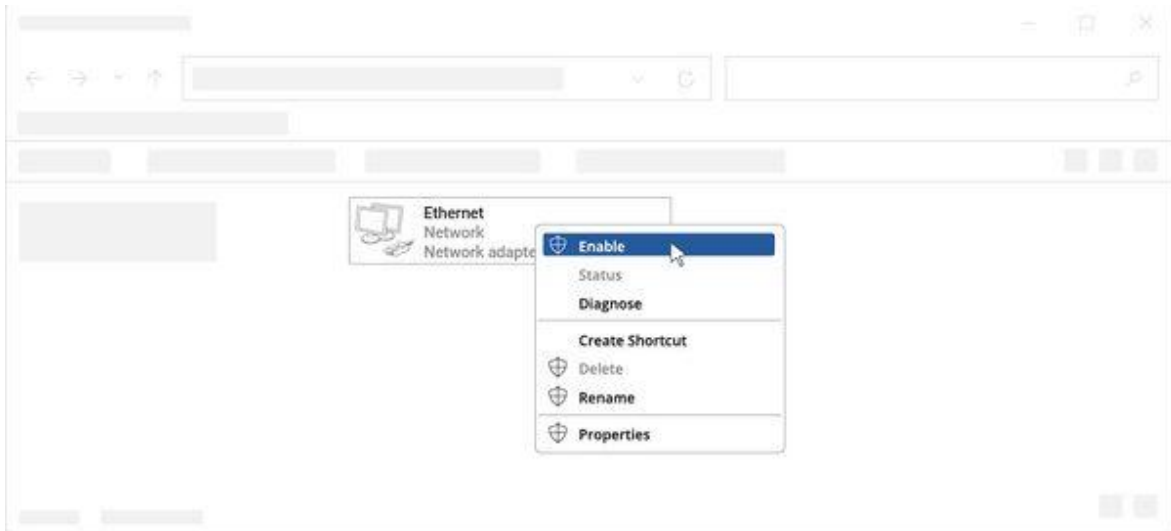 Ethernet
Network
Network adapte
Enable
Status
Diagnose
Create Shortcut
Delete
Rename
Properties